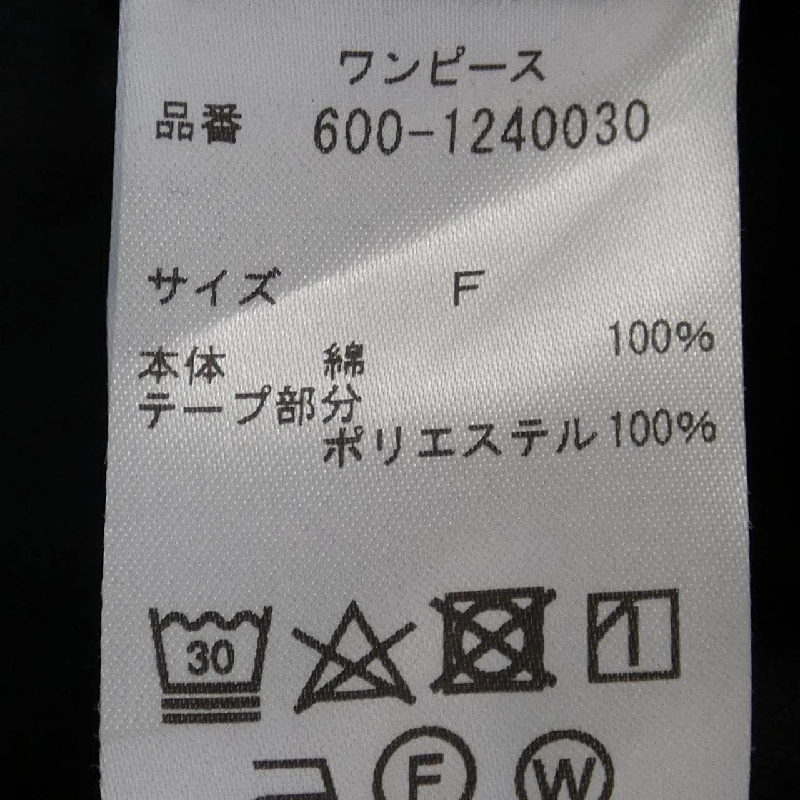 ワンピース
品番 600-1240030
サイズ F
本体 綿 100%
テープ部分
ポリエステル 100%
30
F W